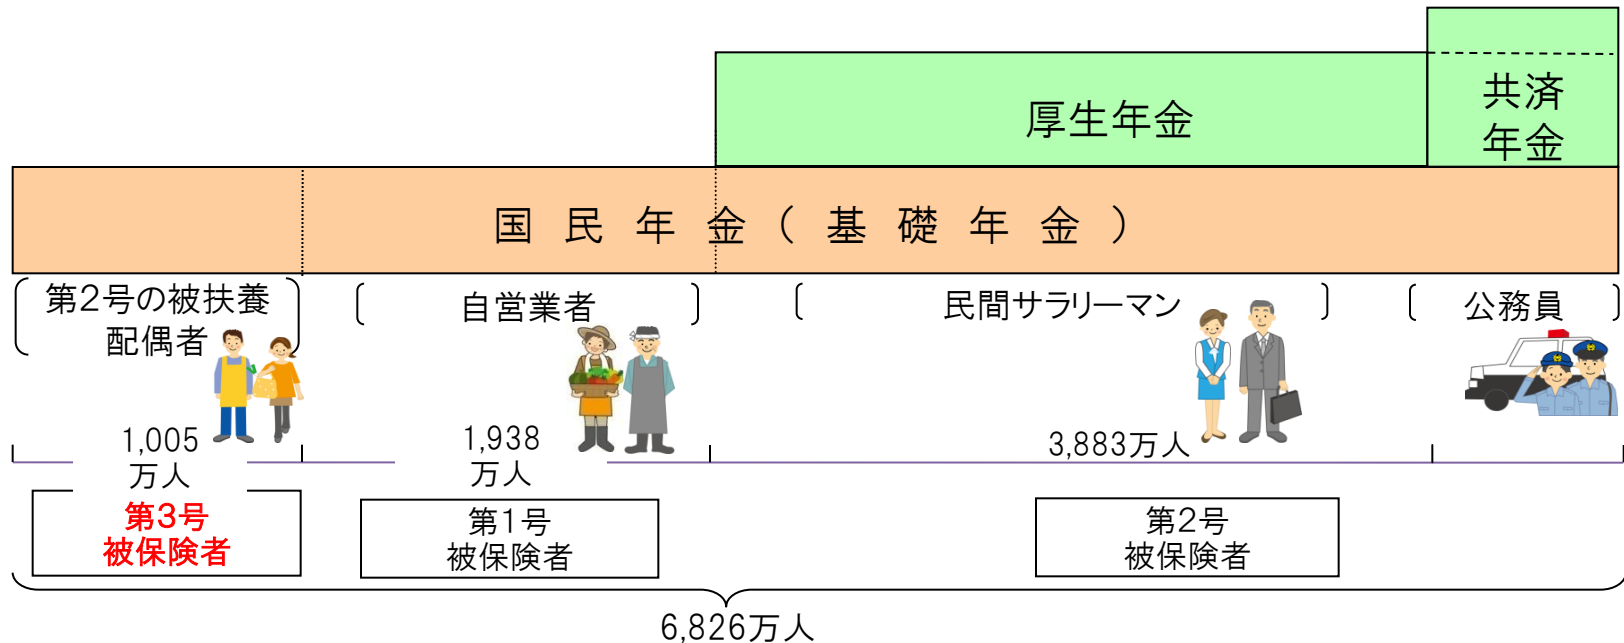 厚生年金
共済
年金
国民年金(基礎年金)
第2号の被扶養
配偶者
自営業者
民間サラリーマン
公務員
1,005
万人
1,938
万人
3,883万人
第3号
被保険者
第1号
被保険者
第2号
被保険者
6,826万人